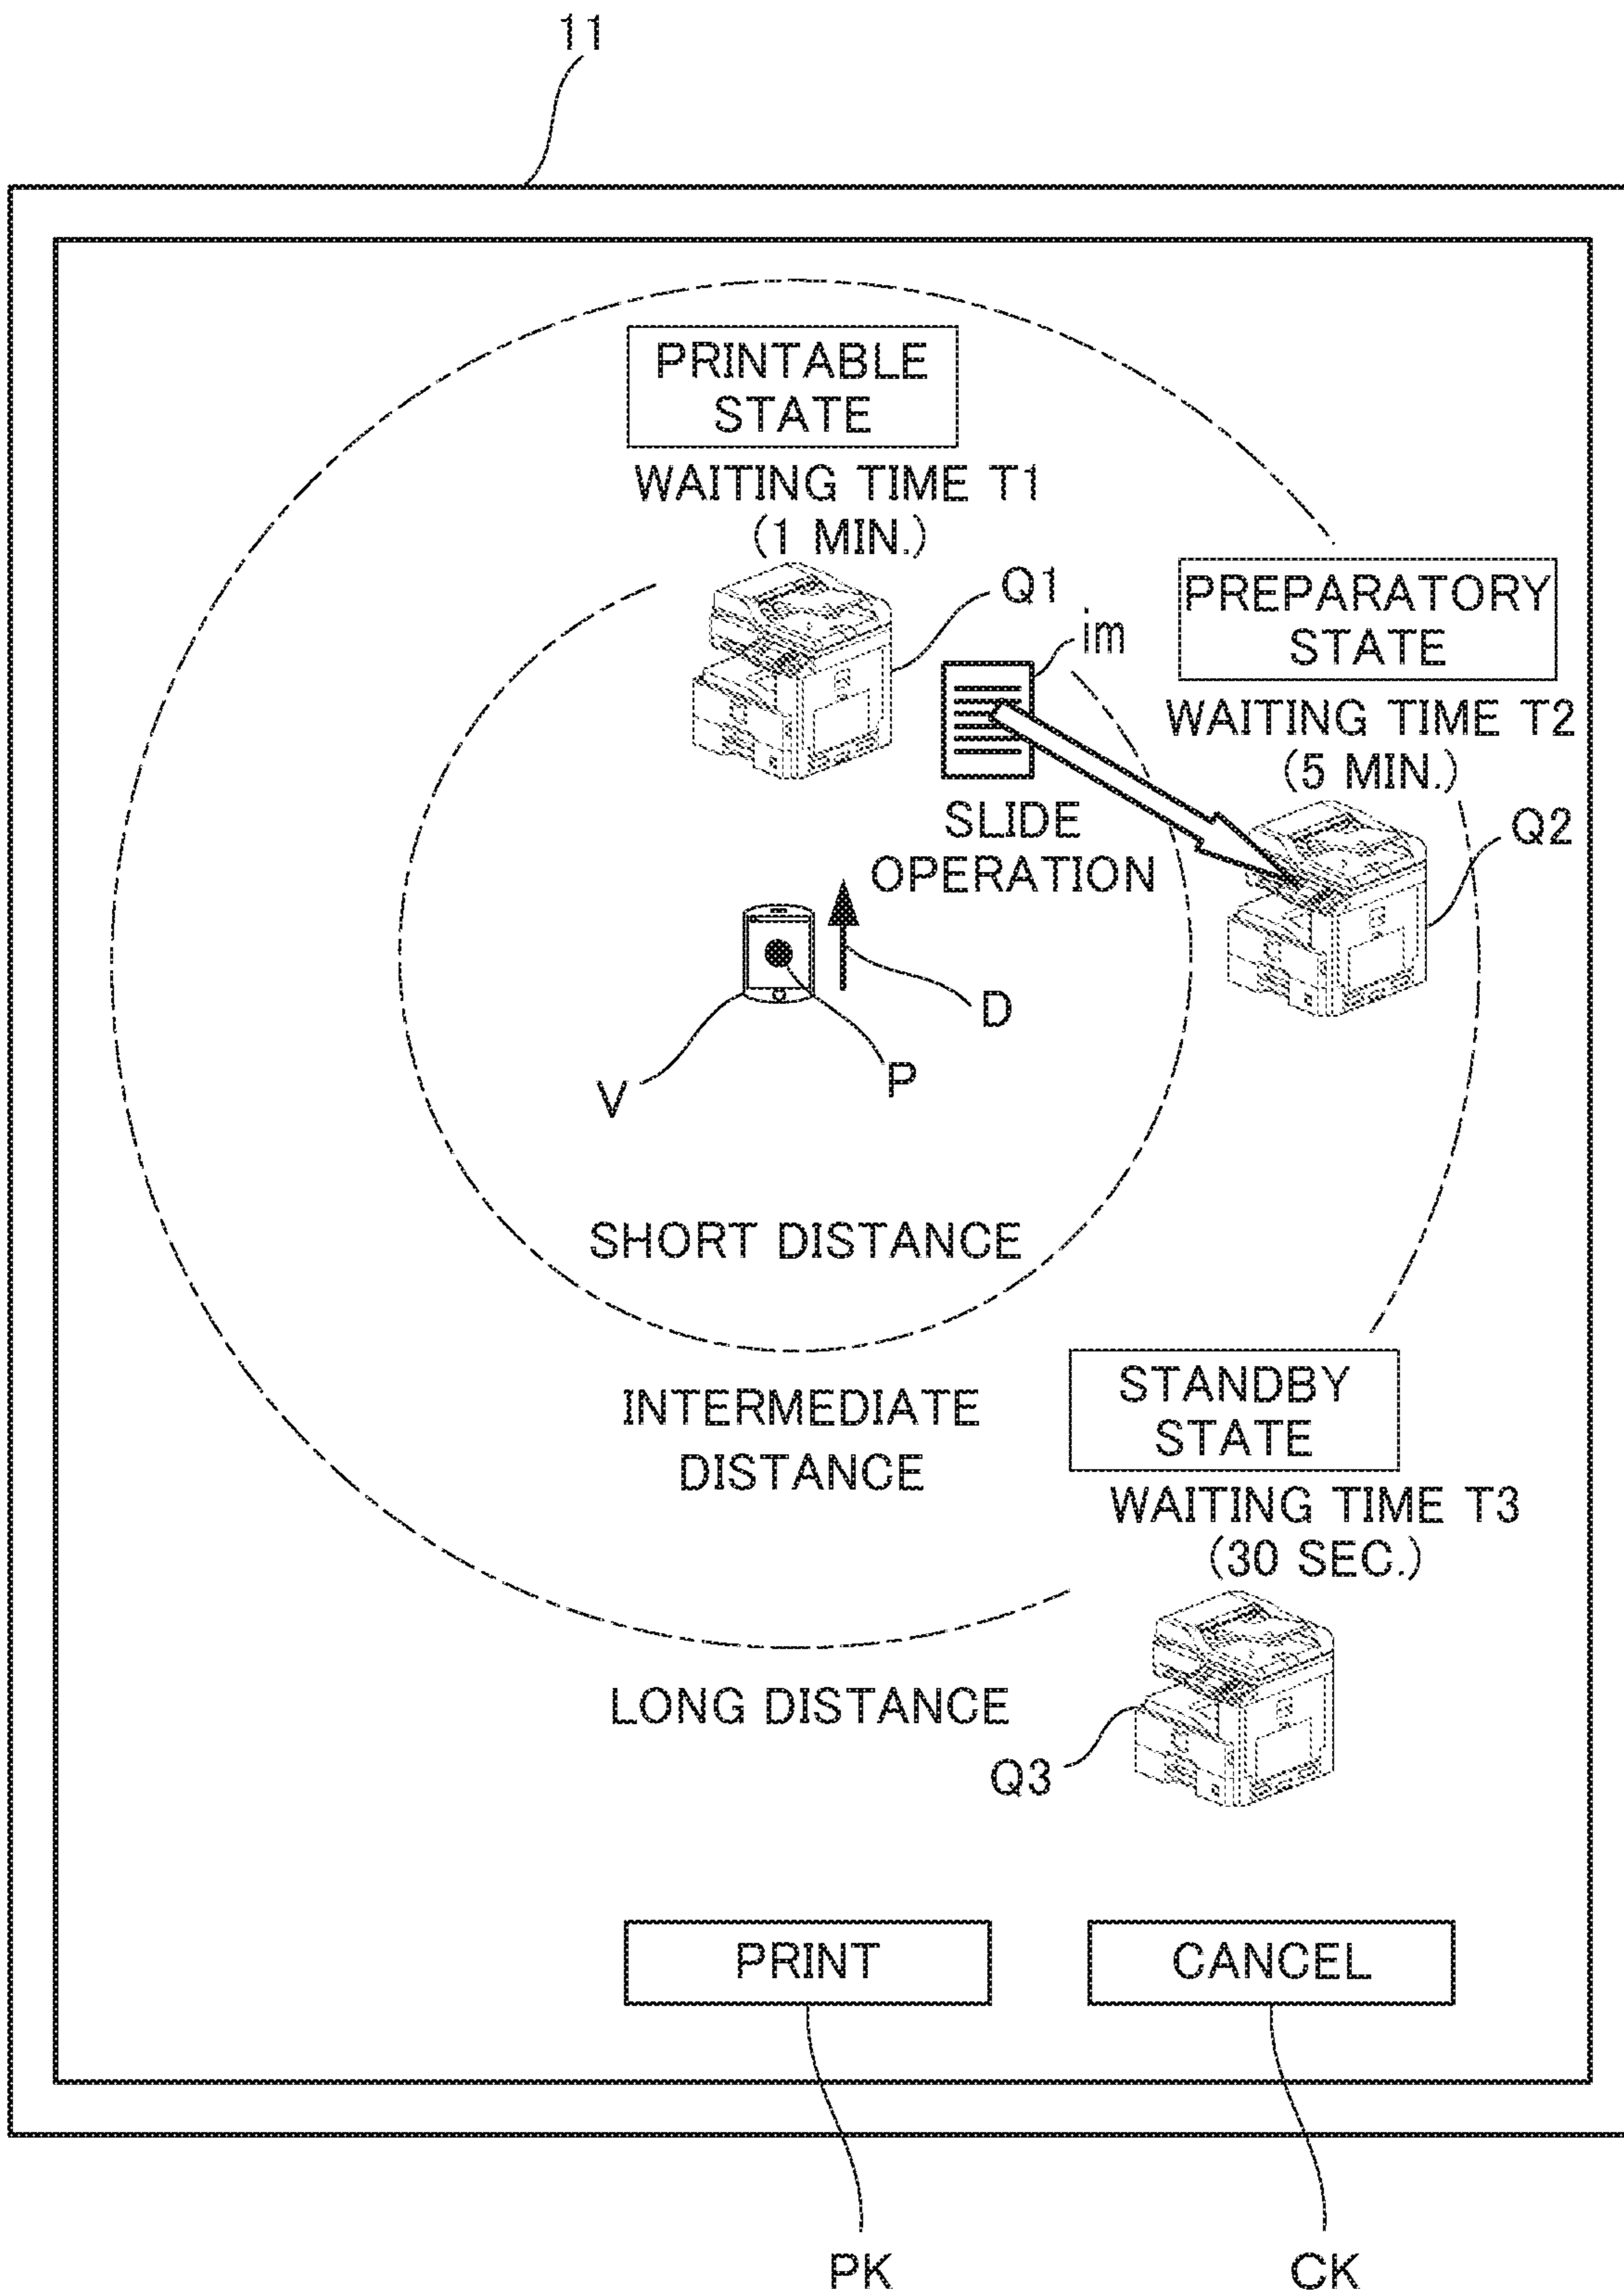 11
PRINTABLE
STATE
WAITING TIME T1
(1 MIN.)
Q1
im
PREPARATORY
STATE
WAITING TIME T2
(5 MIN.)
Q2
SLIDE
OPERATION
D
P
V
SHORT DISTANCE
INTERMEDIATE
DISTANCE
STANDBY
STATE
WAITING TIME T3
(30 SEC.)
LONG DISTANCE
Q3
PRINT
CANCEL
PK
CK